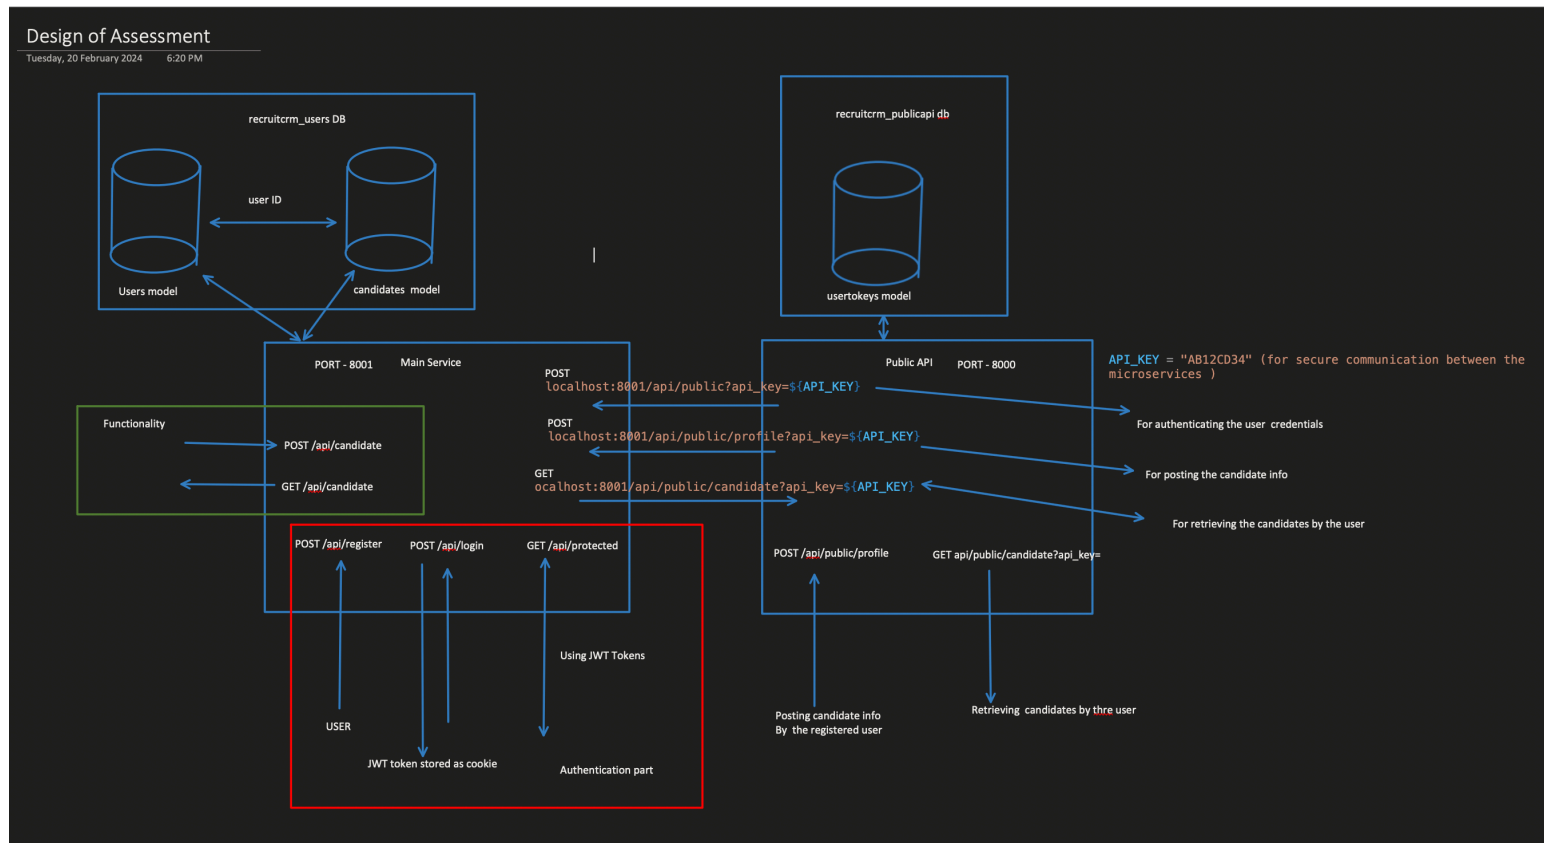 Design of Assessment
Tuesday, 20 February 2024 6:20 PM
recruitcrm_users DB
user ID
Users model
candidates model
recruitcrm_publicapi db
usertokeys model
PORT - 8001 Main Service
Functionality
POST /api/candidate
GET /api/candidate
POST
localhost:8001/api/public?api_key=${API_KEY}
POST
localhost:8001/api/public/profile?api_key=${API_KEY}
GET
ocalhost:8001/api/public/candidate?api_key=${API_KEY}
Public API PORT - 8000
API_KEY = "AB12CD34" (for secure communication between the
microservices )
For authenticating the user credentials
For posting the candidate info
For retrieving the candidates by the user
POST /api/register
POST /api/login
GET /api/protected
Using JWT Tokens
USER
JWT token stored as cookie
Authentication part
POST /api/public/profile
GET api/public/candidate?api_key=
Posting candidate info
By the registered user
Retrieving candidates by thre user